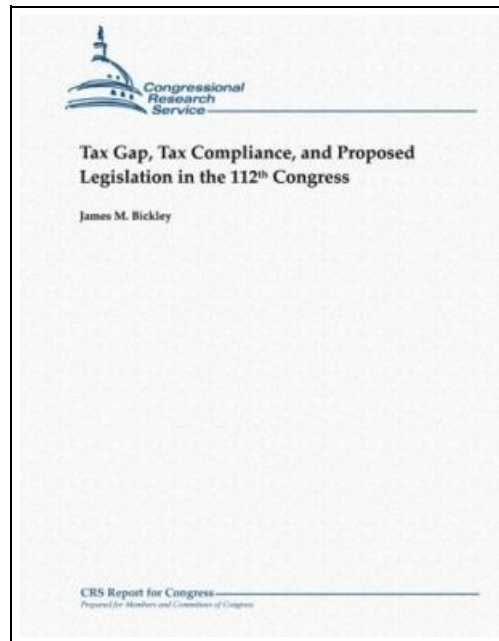 Congressional
Research
Service
Tax Gap, Tax Compliance, and Proposed
Legislation in the 112th Congress
James M. Bickley
CRS Report for Congress
Prepared for Members and Committees of Congress